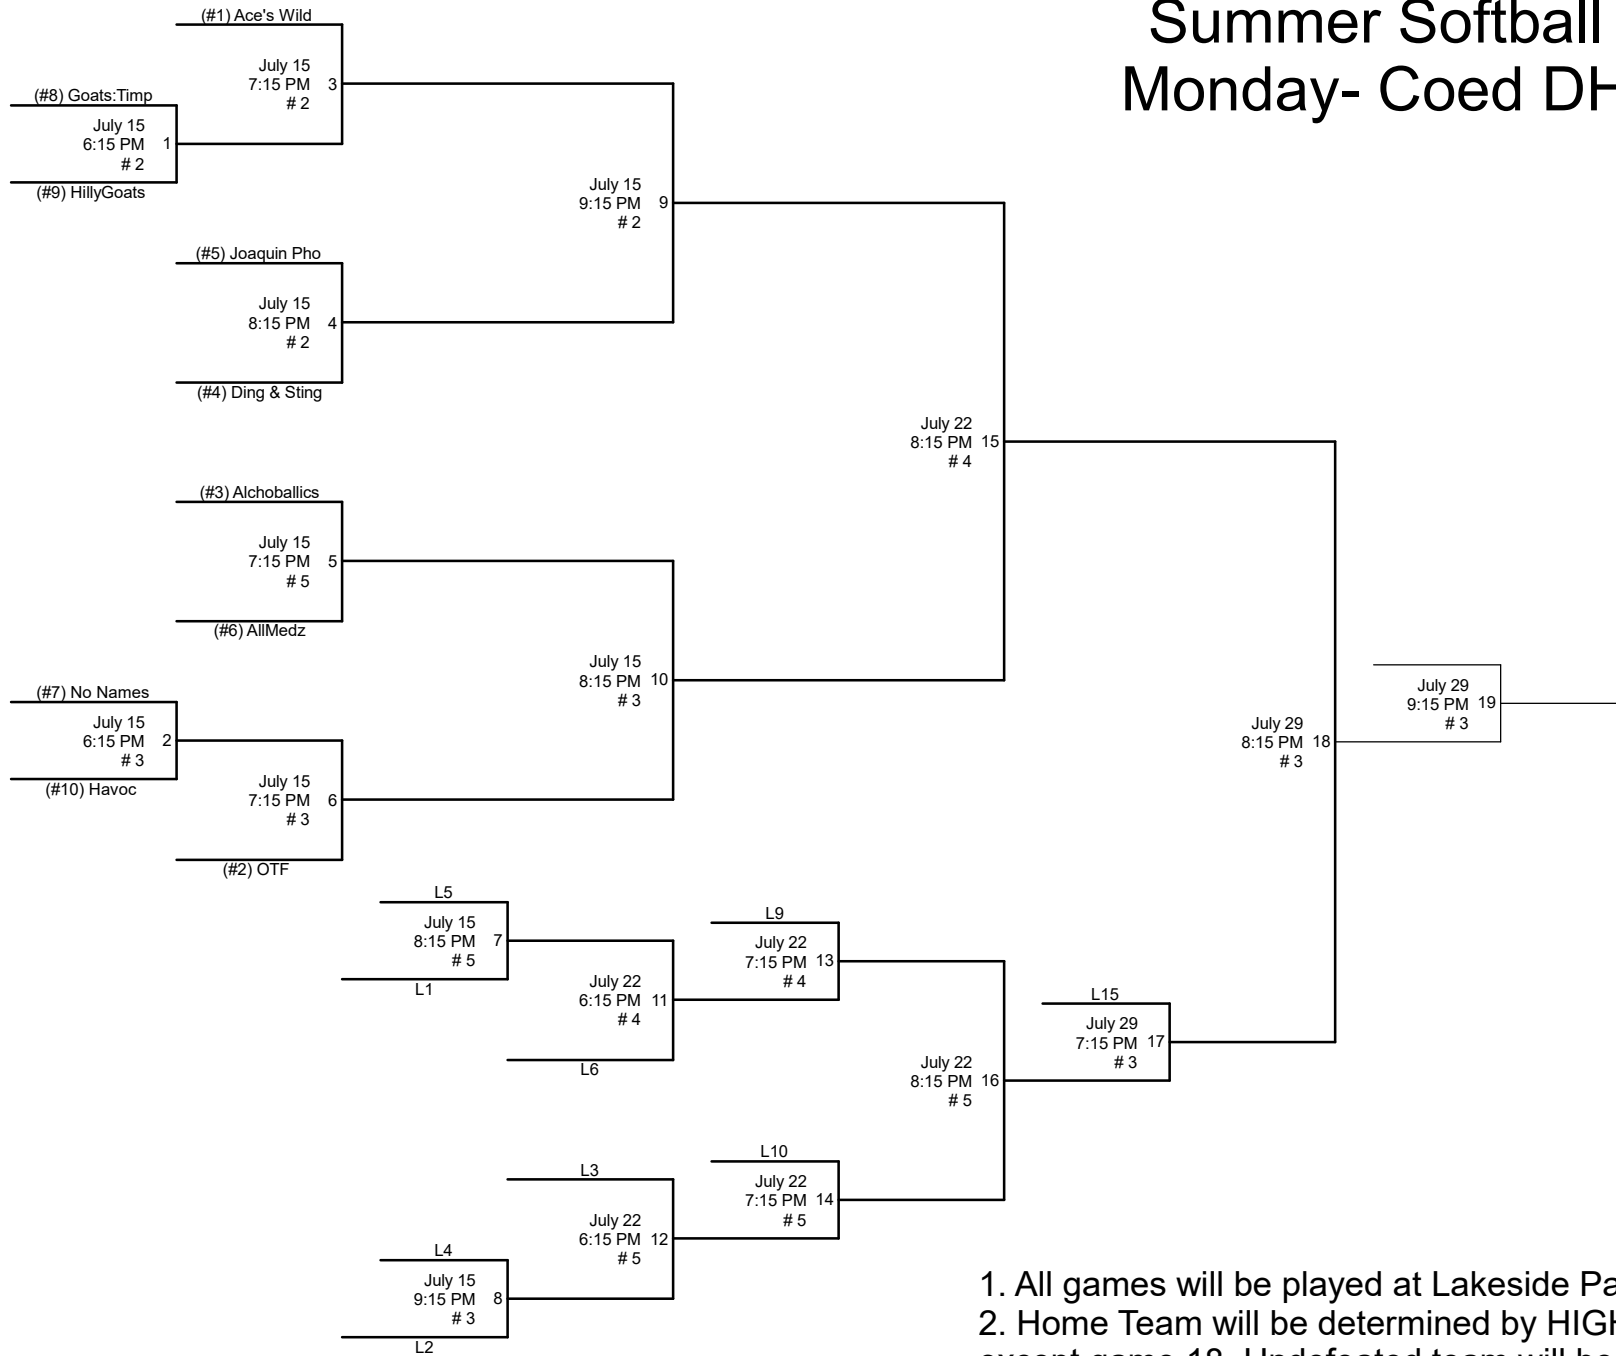 Summer Softball
Monday- Coed DH
(#1) Ace's Wild
July 15
7:15 PM 3
# 2
(#8) Goats:Timp
July 15
6:15 PM 1
# 2
(#9) HillyGoats
July 15
9:15 PM 9
# 2
(#5) Joaquin Pho
July 15
8:15 PM 4
# 2
(#4) Ding & Sting
July 22
8:15 PM 15
# 4
(#3) Alchoballics
July 15
7:15 PM 5
# 5
(#6) AllMedz
July 15
8:15 PM 10
# 3
(#7) No Names
July 15
6:15 PM 2
# 3
(#10) Havoc
July 15
7:15 PM 6
# 3
(#2) OTF
July 29
8:15 PM 18
# 3
July 29
9:15 PM 19
# 3
L5
July 15
8:15 PM 7
# 5
L1
July 22
6:15 PM 11
# 4
L6
L9
July 22
7:15 PM 13
# 4
July 22
8:15 PM 16
# 5
L15
July 29
7:15 PM 17
# 3
L10
July 22
7:15 PM 14
# 5
L3
July 22
6:15 PM 12
# 5
L4
July 15
9:15 PM 8
# 3
L2
1. All games will be played at Lakeside
2. Home Team will be determined by
except game 18. Undefeated team will be